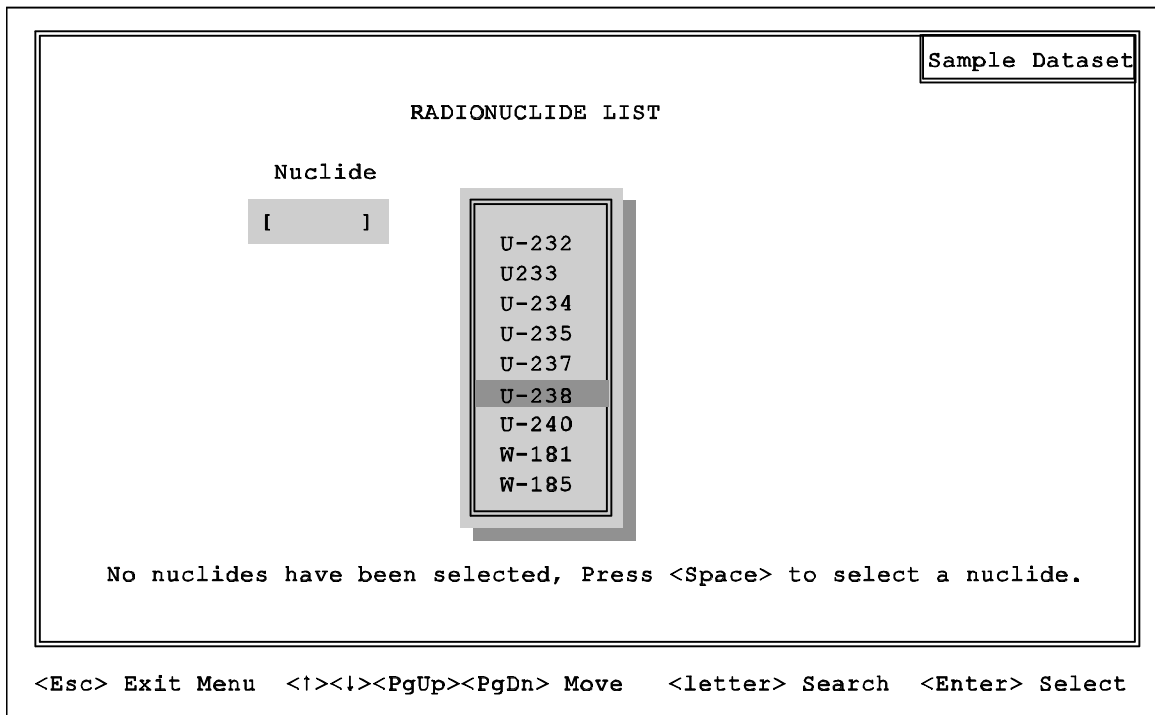 Sample Dataset
RADIONUCLIDE LIST
Nuclide
[ ]
U-232
U233
U-234
U-235
U-237
U-238
U-240
W-181
W-185
No nuclides have been selected, Press <Space> to select a nuclide.
<Esc> Exit Menu <↑><↓><PgUp><PgDn> Move <letter> Search <Enter> Select